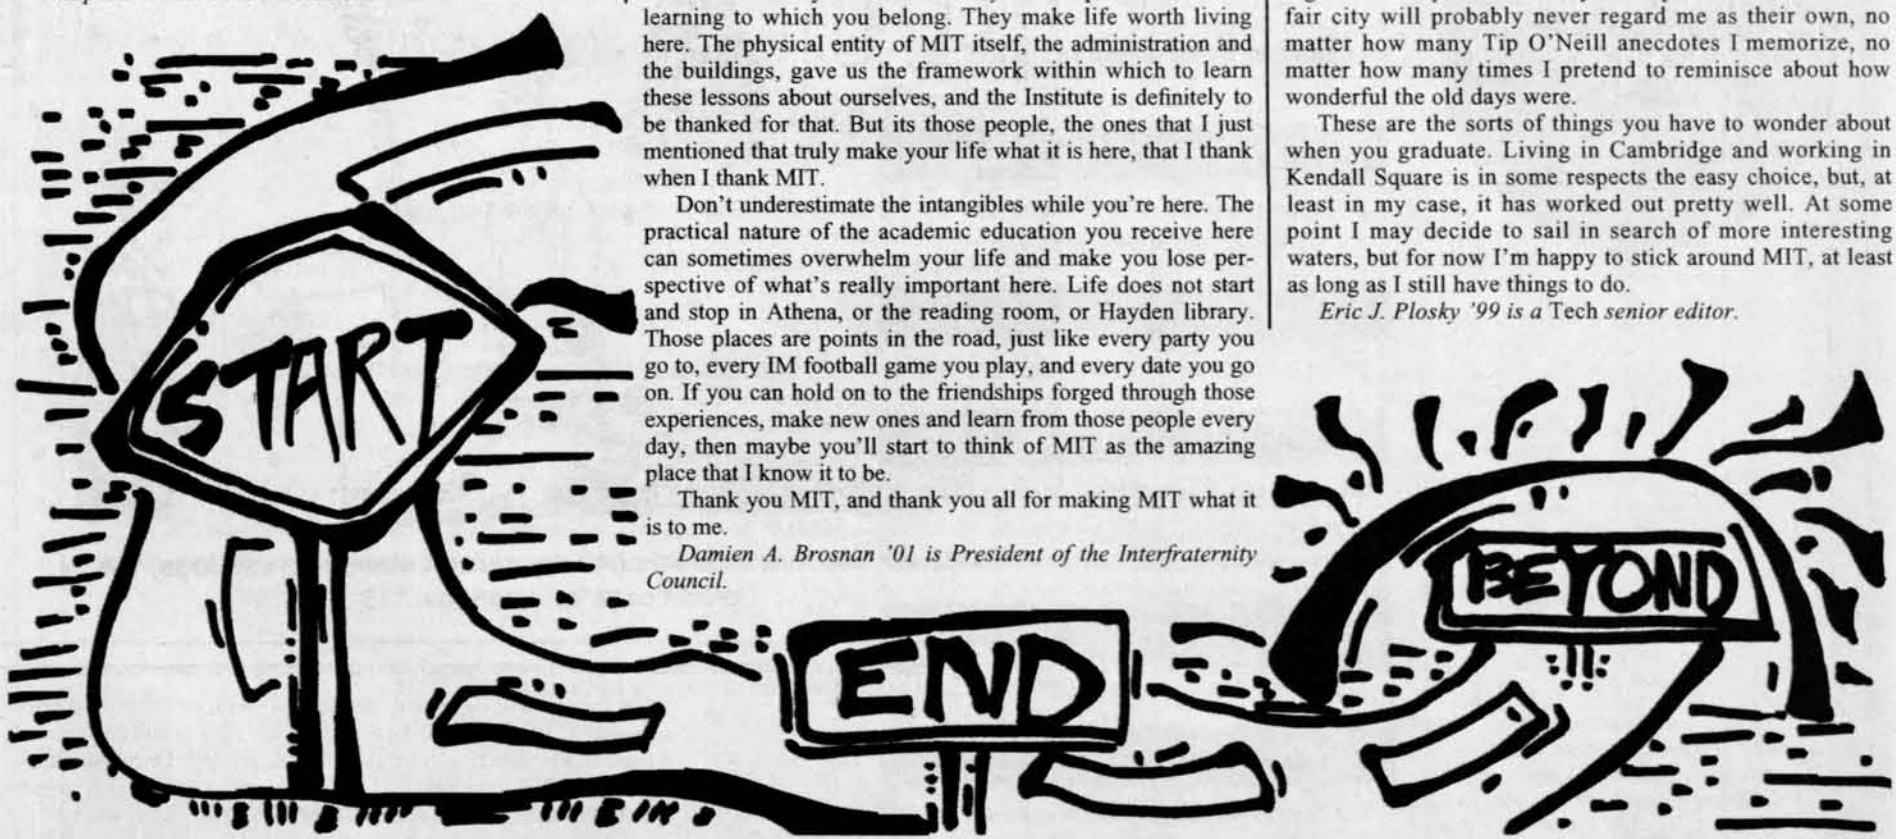 learning to which you belong. They make life worth living
here. The physical entity of MIT itself, the administration and
the buildings, gave us the framework within which to learn
these lessons about ourselves, and the Institute is definitely to
be thanked for that. But its those people, the ones that I just
mentioned that truly make your life what it is here, that I thank
when I thank MIT.
Don't underestimate the intangibles while you're here. The
practical nature of the academic education you receive here
can sometimes overwhelm your life and make you lose per-
spective of what's really important here. Life does not start
and stop in Athena, or the reading room, or Hayden library.
Those places are points in the road, just like every party you
go to, every IM football game you play, and every date you go
on. If you can hold on to the friendships forged through those
experiences, make new ones and learn from those people every
day, then maybe you'll start to think of MIT as the amazing
place that I know it to be.
Thank you MIT, and thank you all for making MIT what it
is to me.
Damien A. Brosnan '01 is President of the Interfraternity
Council.
fair city will probably never regard me as their own, no
matter how many Tip O'Neill anecdotes I memorize, no
matter how many times I pretend to reminisce about how
wonderful the old days were.
These are the sorts of things you have to wonder about
when you graduate. Living in Cambridge and working in
Kendall Square is in some respects the easy choice, but, at
least in my case, it has worked out pretty well. At some
point I may decide to sail in search of more interesting
waters, but for now I'm happy to stick around MIT, at least
as long as I still have things to do.
Eric J. Plosky '99 is a Tech senior editor.
START
END
BEYOND